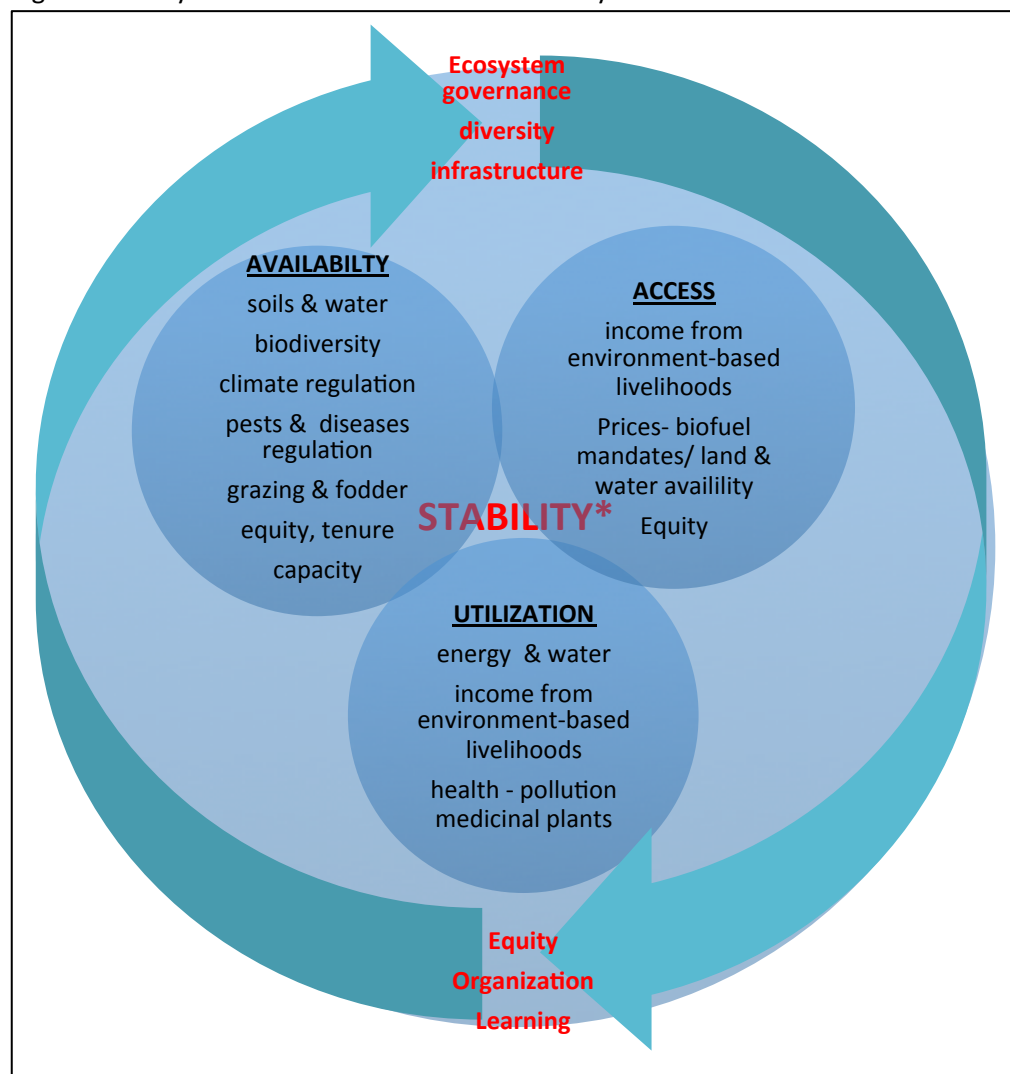 Ecosystem
governance
diversity
infrastructure
AVAILABILTY
soils & water
biodiversity
climate regulation
pests &  diseases
regulation
grazing & fodder
equity, tenure
capacity
ACCESS
income from
environment-based
livelihoods
Prices- biofuel
mandates/ land &
water availility
Equity
STABILITY*
UTILIZATION
energy  & water
income from
environment-based
livelihoods
health - pollution
medicinal plants
Equity
Organization
Learning